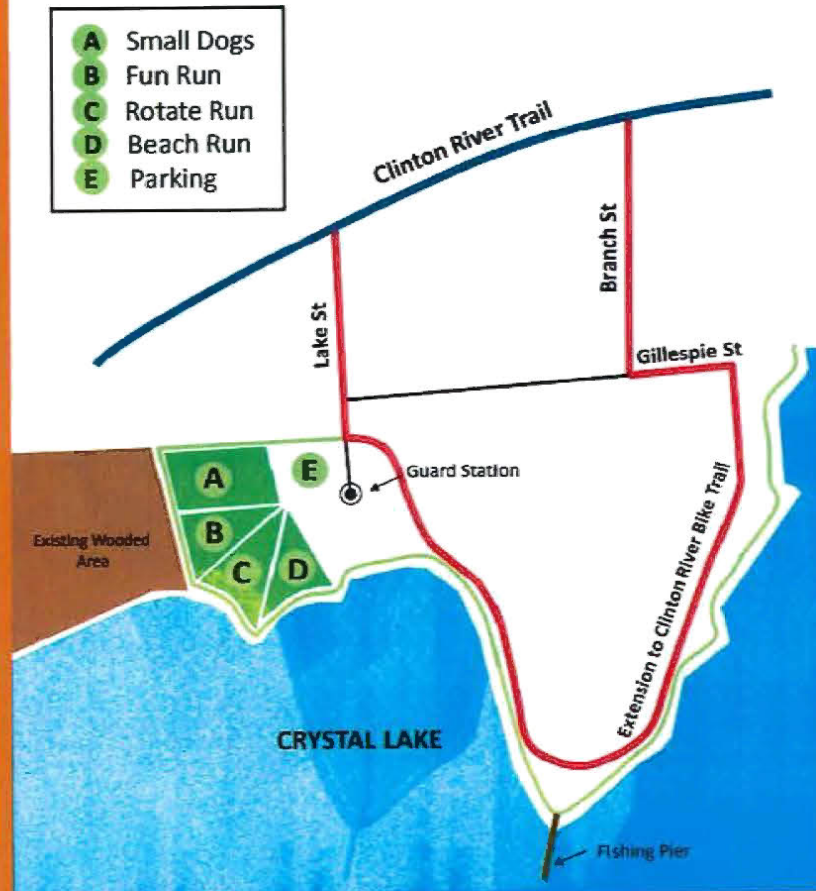 A Small Dogs
B Fun Run
C Rotate Run
D Beach Run
E Parking
Clinton River Trail
Branch St
Lake St
Gillespie St
A
E
Guard Station
B
Existing Wooded
Area
C
D
Extension to Clinton River Bike Trail
CRYSTAL LAKE
Fishing Pier